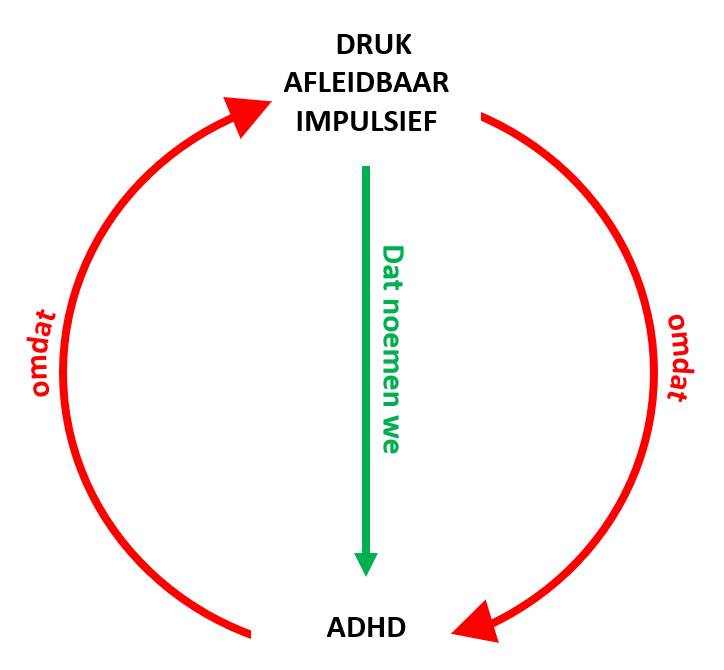 DRUK
AFLEIDBAAR
IMPULSIEF
omdat
Dat noemen we
omdat
ADHD